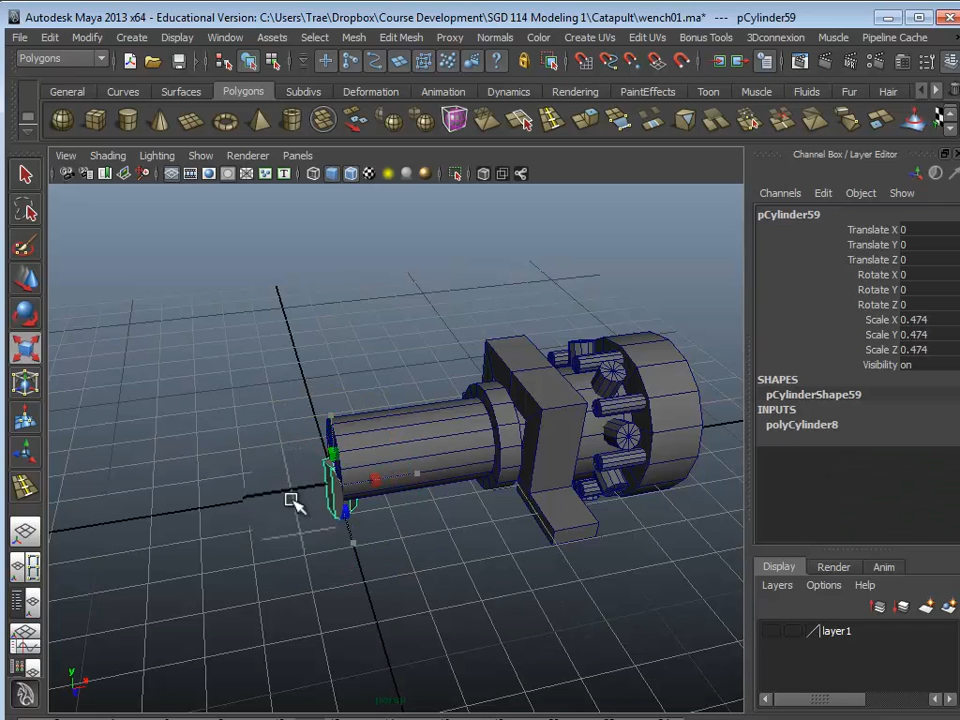 Autodesk Maya 2013 - Educational Version: C:\Users\Trae\Dropbox\Course Development\SGD 114 Modeling 1\Catapult\wench01.ma* --- pCylinder59
File Edit Modify Create Display Window Assets Select Mesh Edit Mesh Proxy Normals Color Create UVs Edit UVs Bonus Tools 3Dconnexion Muscle Pipeline Cache
Polygons
General Curves Surfaces Polygons Subdivs Deformation Animation Dynamics Rendering PaintEffects Toon Muscle Fluids Fur Hair
View Shading Lighting Show Renderer Panels
Channel Box / Layer Editor
Channels Edit Object Show
pCylinder59
Translate X 0
Translate Y 0
Translate Z 0
Rotate X 0
Rotate Y 0
Rotate Z 0
Scale X 0.474
Scale Y 0.474
Scale Z 0.474
Visibility on
SHAPES
pCylinderShape59
INPUTS
polyCylinder8
Display Render Anim
Layers Options Help
layer1
y
x
z
persp